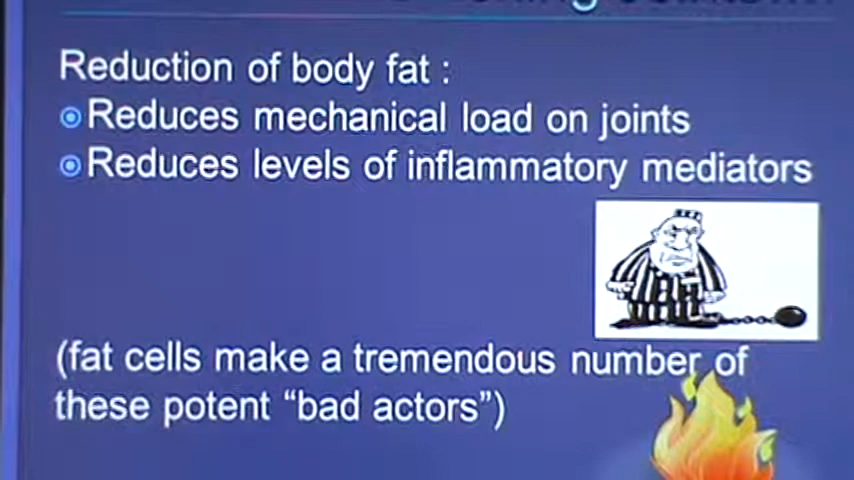 Reduction of body fat :
Reduces mechanical load on joints
Reduces levels of inflammatory mediators
(fat cells make a tremendous number of
these potent “bad actors”)